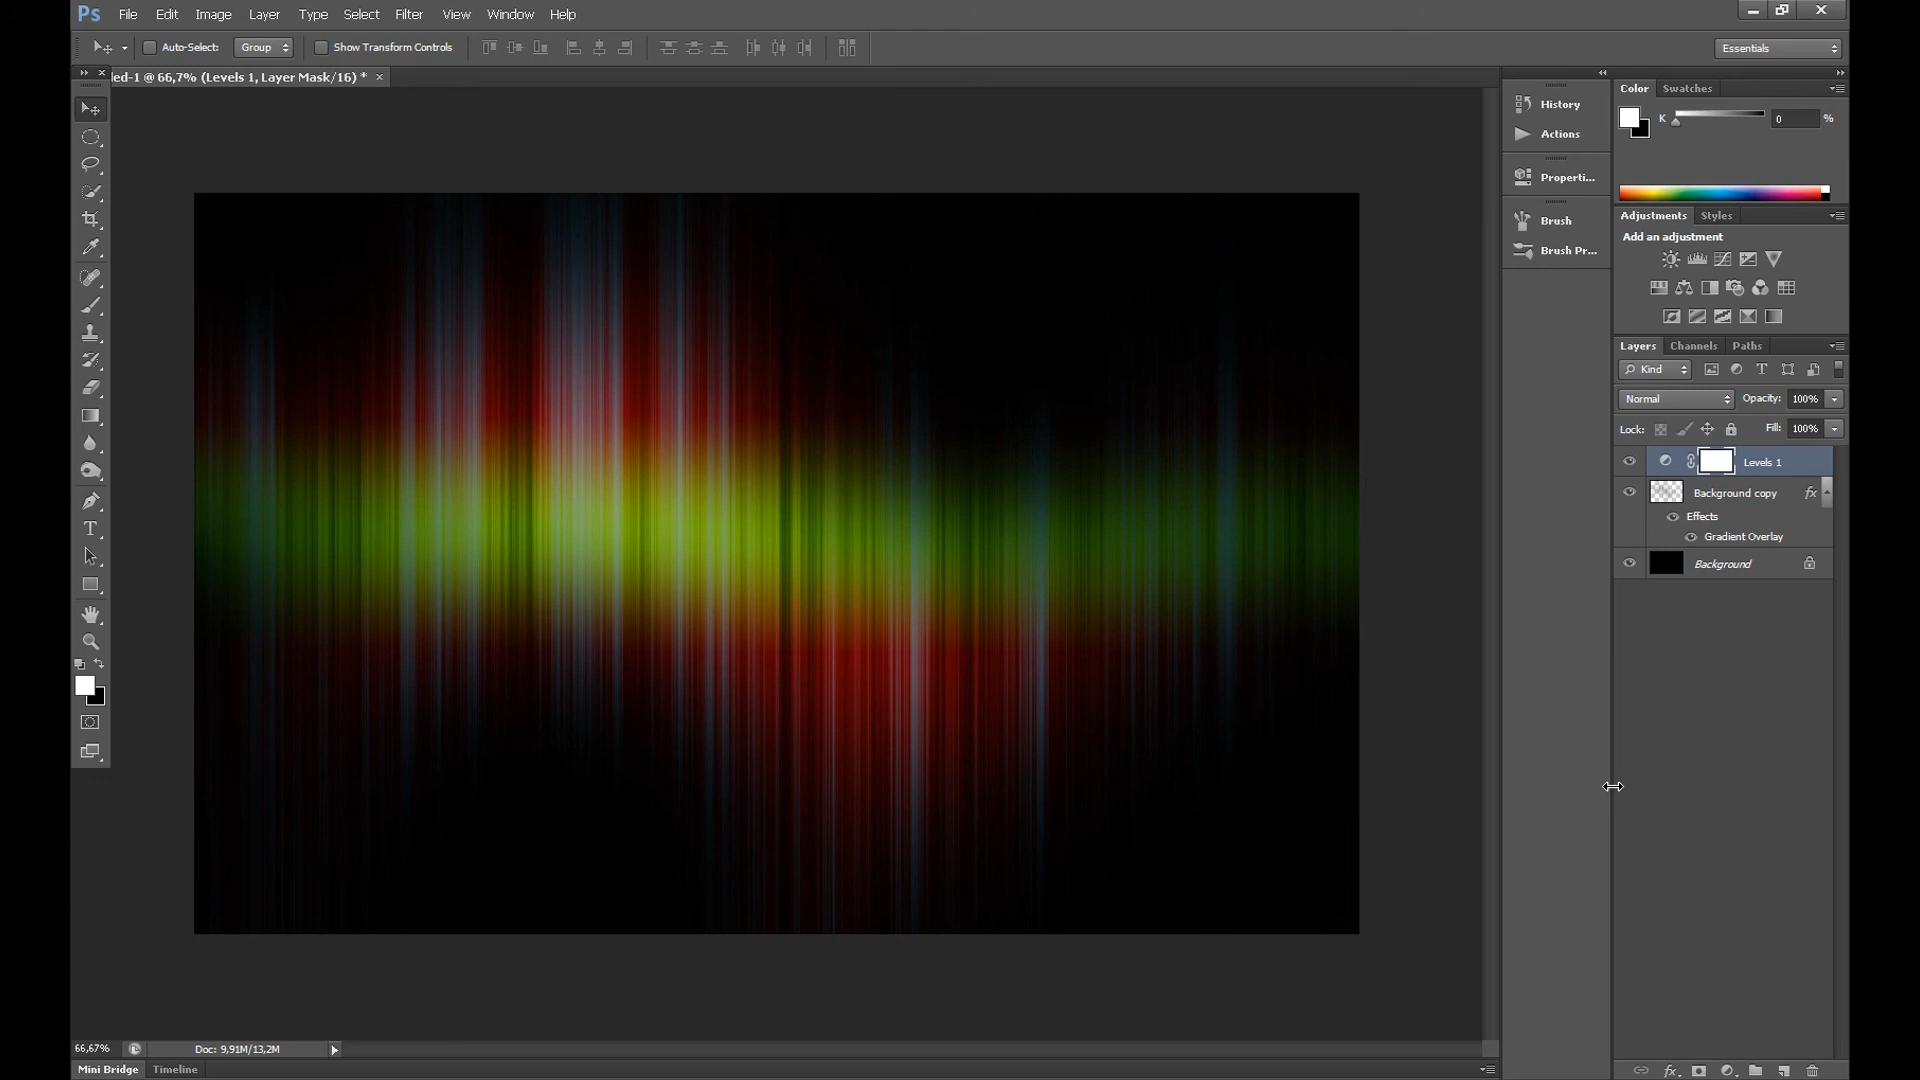 Ps File Edit Image Layer Type Select Filter View Window Help
Auto-Select: Group Show Transform Controls Essentials
led-1 @ 66,7% (Levels 1, Layer Mask/16) * ×
History
Actions
Properti...
Brush
Brush Pr...
Color Swatches
K 0 %
Adjustments Styles
Add an adjustment
Layers Channels Paths
Kind T
Normal Opacity: 100%
Lock: Fill: 100%
Levels 1
Background copy fx
Effects
Gradient Overlay
Background
T
66,67% Doc: 9,91M/13,2M
Mini Bridge Timeline
fx